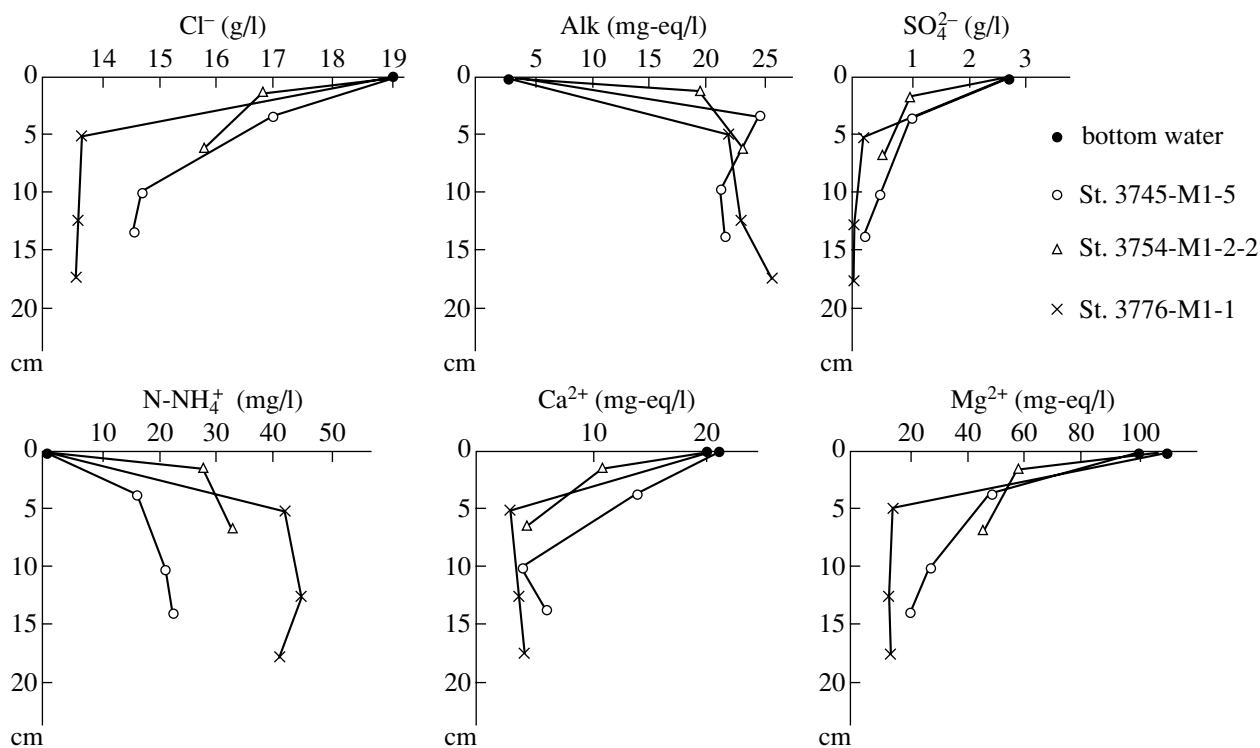 Cl⁻ (g/l)
14 15 16 17 18 19
0
5
10
15
20
cm
Alk (mg-eq/l)
5 10 15 20 25
0
5
10
15
20
cm
SO₄²⁻ (g/l)
1 2 3
0
5
10
15
20
cm
bottom water
St. 3745-M1-5
St. 3754-M1-2-2
St. 3776-M1-1
N-NH₄⁺ (mg/l)
10 20 30 40 50
0
5
10
15
20
cm
Ca²⁺ (mg-eq/l)
10 20
0
5
10
15
20
cm
Mg²⁺ (mg-eq/l)
20 40 60 80 100
0
5
10
15
20
cm